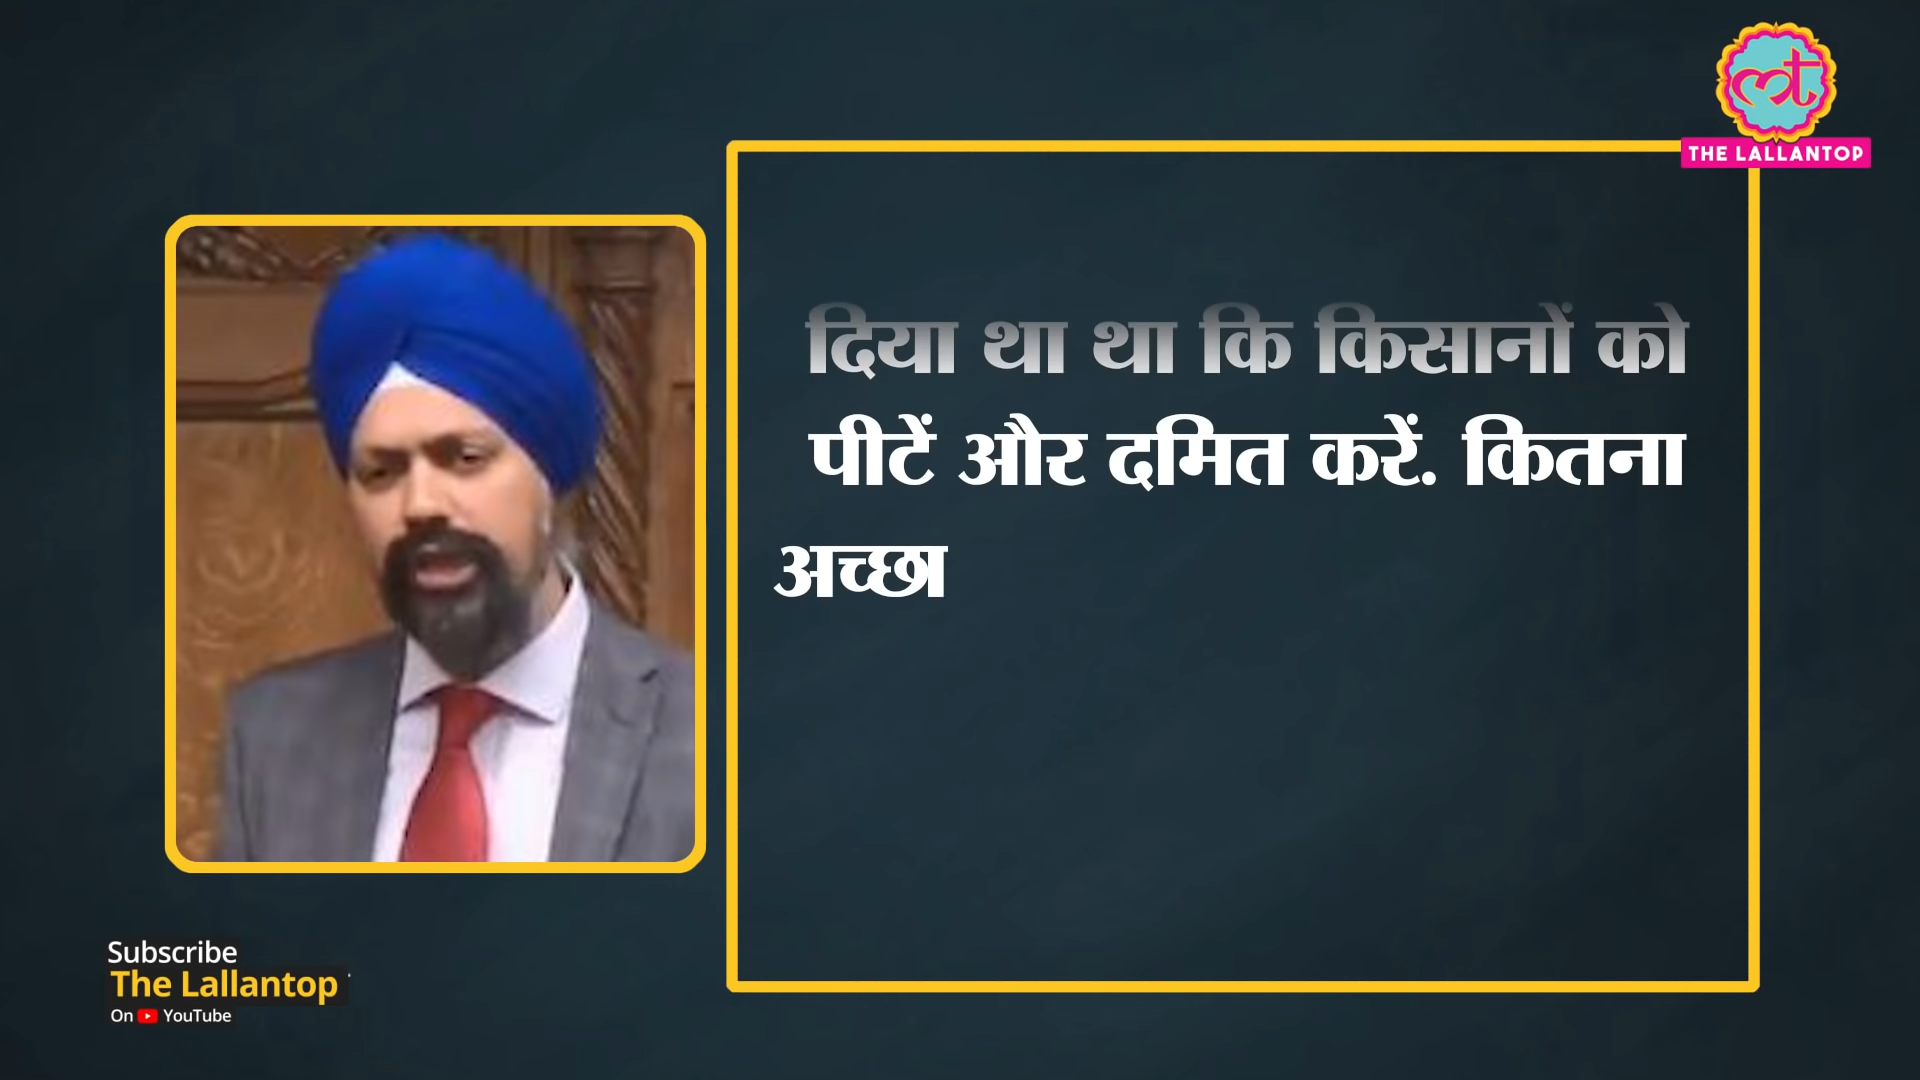 THE LALLANTOP
दिया था था कि किसानों को
पीटें और दमित करें. कितना
अच्छा
Subscribe
The Lallantop
On YouTube